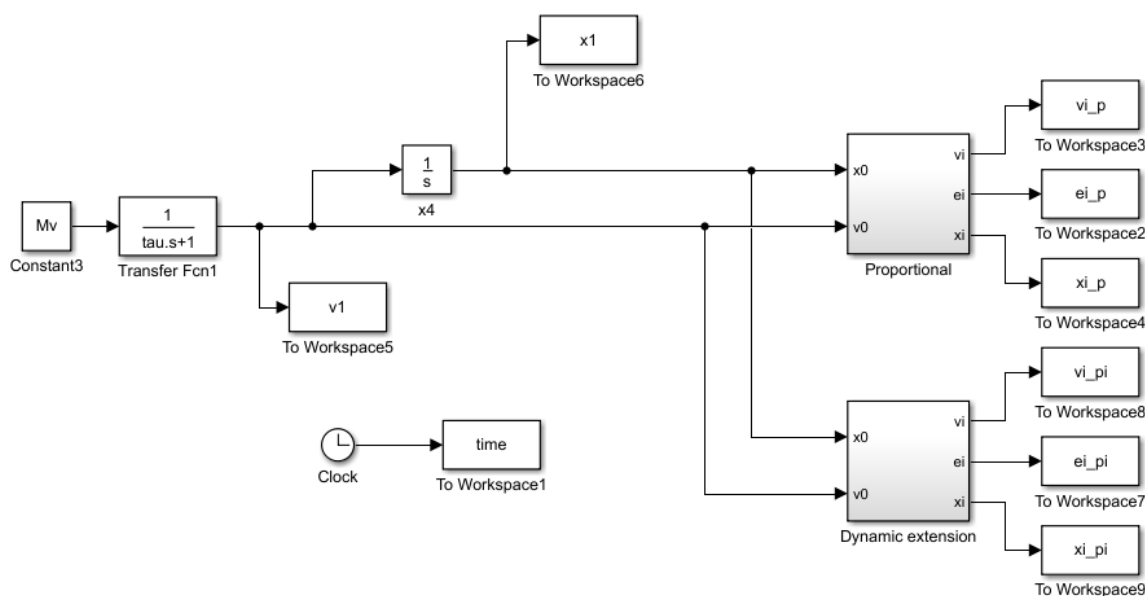 x1
To Workspace6
vi_p
To Workspace3
1
s
x4
x0
v0
vi
ei
xi
Proportional
ei_p
To Workspace2
Mv
Constant3
1
tau.s+1
Transfer Fcn1
xi_p
To Workspace4
v1
To Workspace5
vi_pi
To Workspace8
Clock
time
To Workspace1
x0
v0
vi
ei
xi
Dynamic extension
ei_pi
To Workspace7
xi_pi
To Workspace9